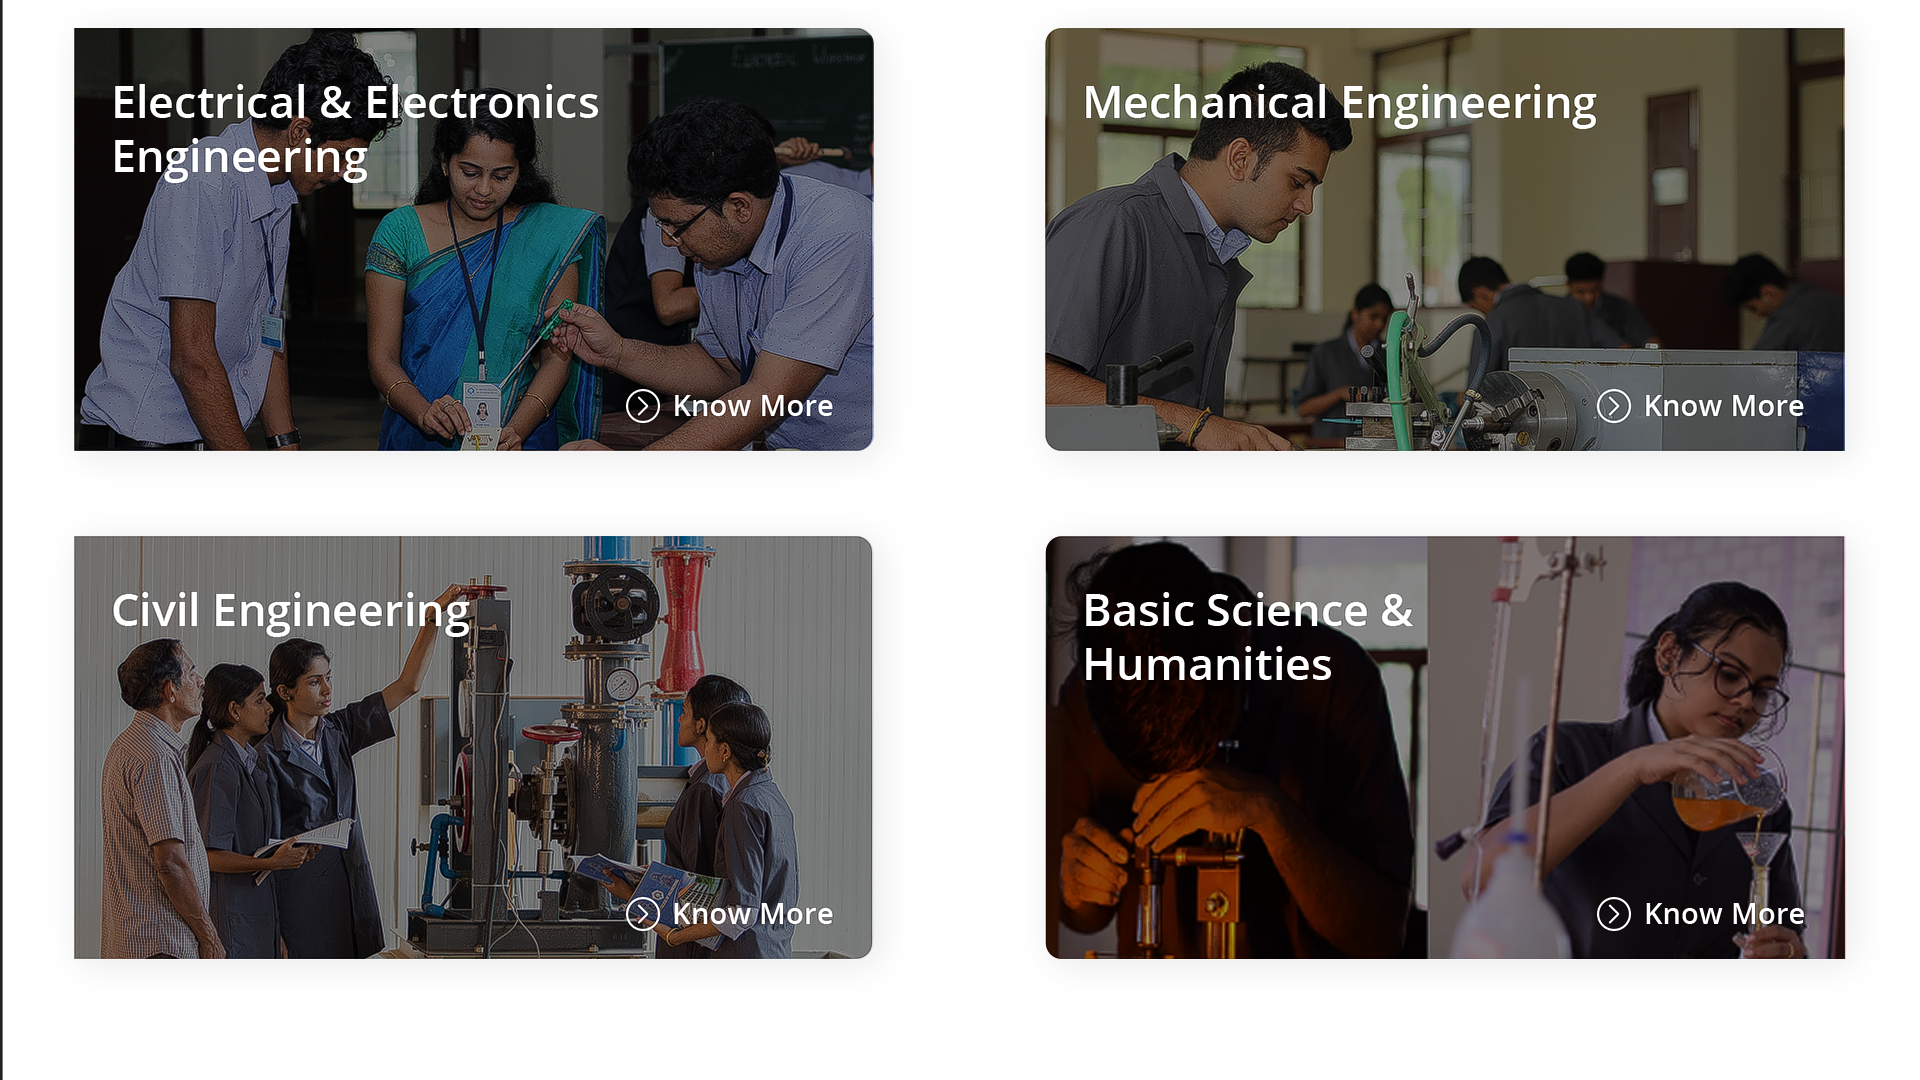 Electrical & Electronics
Engineering
Know More
Mechanical Engineering
Know More
Civil Engineering
Know More
Basic Science &
Humanities
Know More